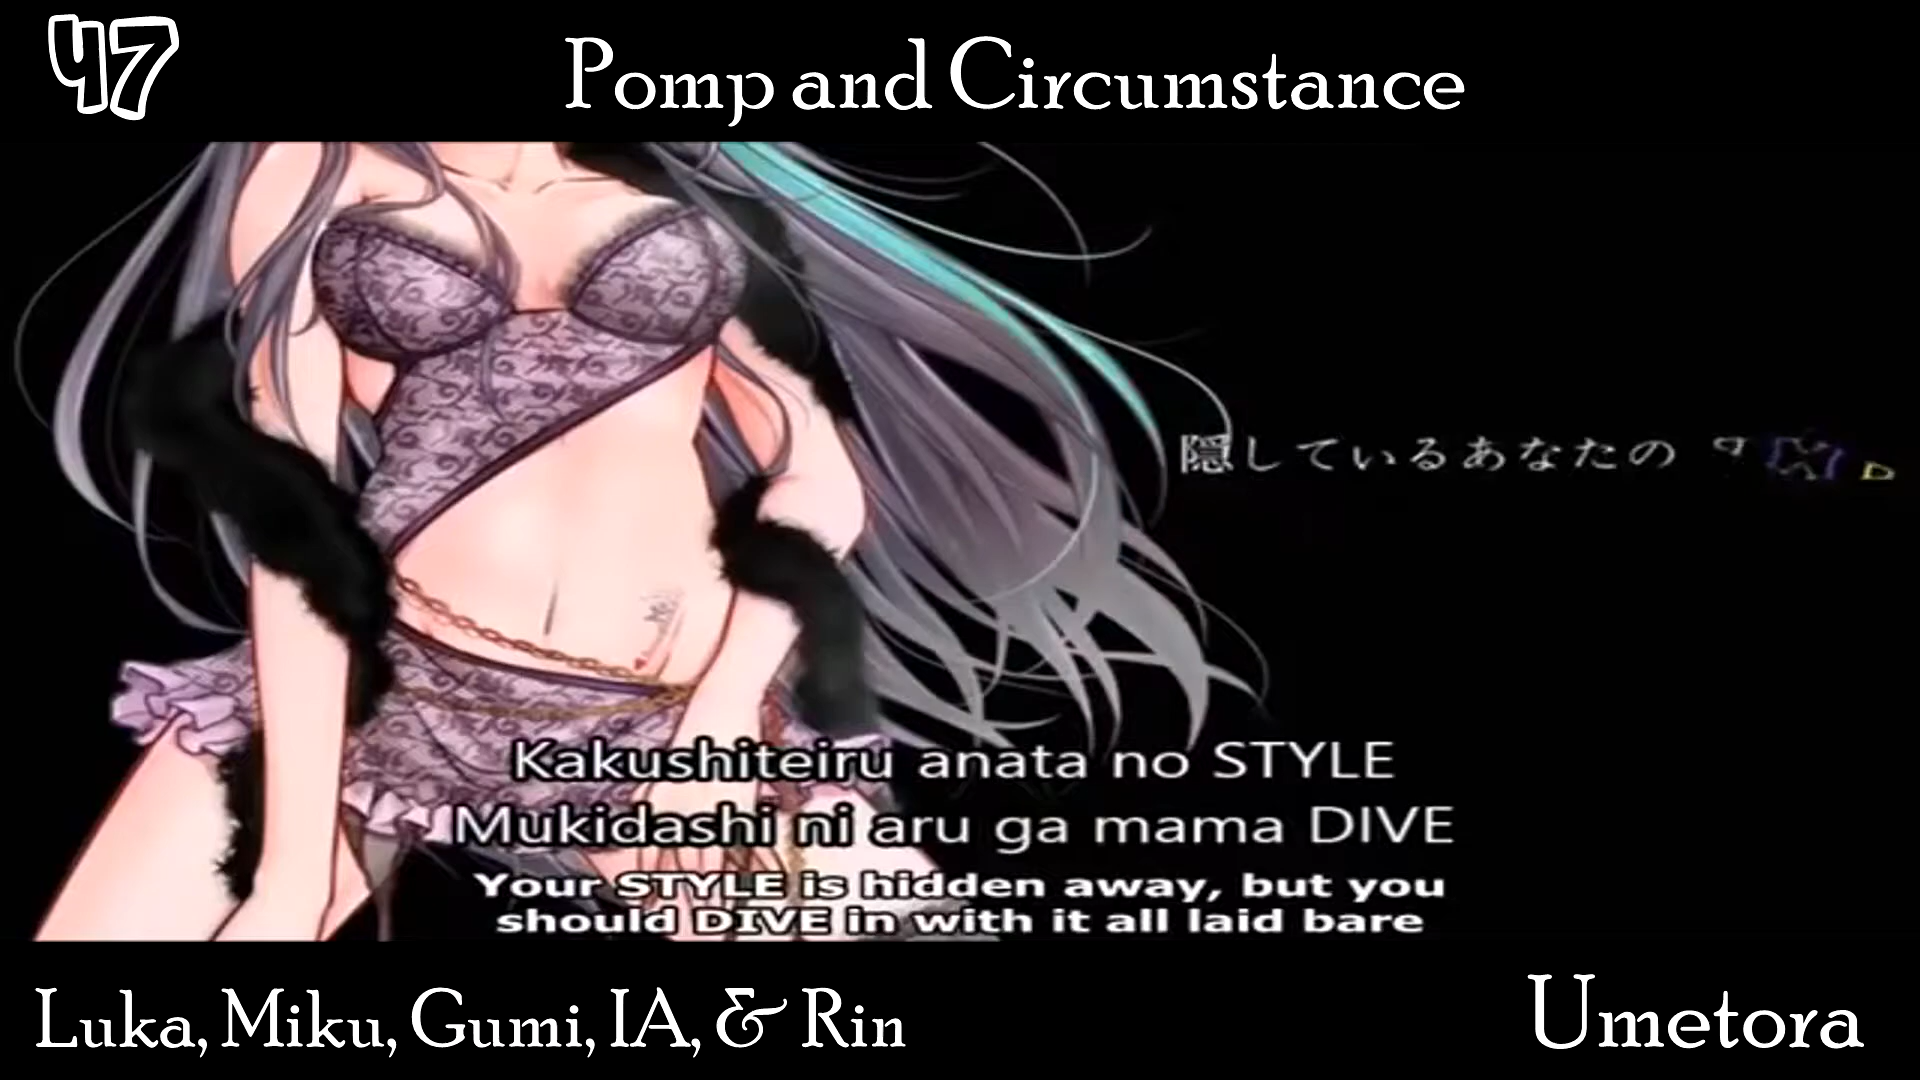 47
Pomp and Circumstance
隠しているあなたの
Kakushiteiru anata no STYLE
Mukidashi ni aru ga mama DIVE
Your STYLE is hidden away, but you
should DIVE in with it all laid bare
Luka, Miku, Gumi, IA, & Rin
Umetora